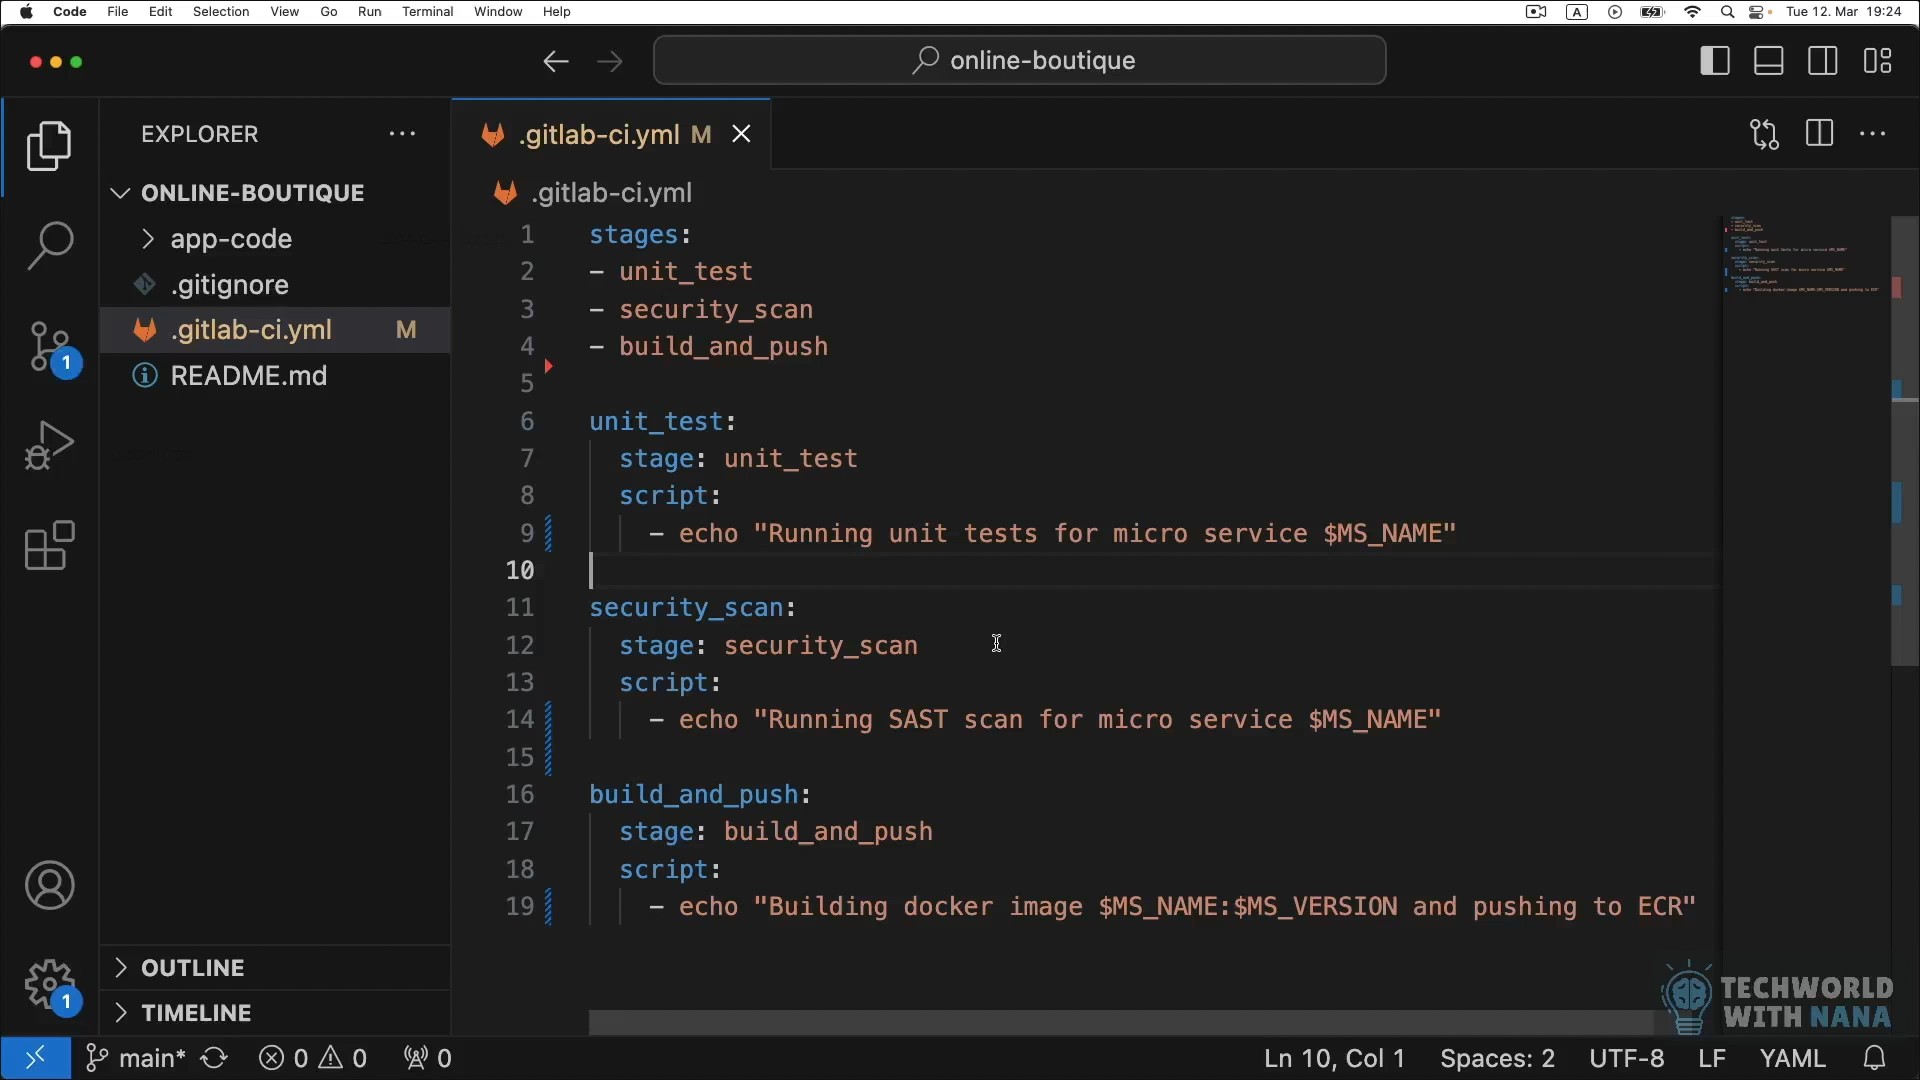 Code File Edit Selection View Go Run Terminal Window Help A Tue 12. Mar 19:24
online-boutique
EXPLORER
ONLINE-BOUTIQUE
app-code
.gitignore
.gitlab-ci.yml M
README.md
OUTLINE
TIMELINE
1
1
.gitlab-ci.yml M
.gitlab-ci.yml
1 stages:
2 - unit_test
3 - security_scan
4 - build_and_push
5
6 unit_test:
7 stage: unit_test
8 script:
9 - echo "Running unit tests for micro service $MS_NAME"
10
11 security_scan:
12 stage: security_scan
13 script:
14 - echo "Running SAST scan for micro service $MS_NAME"
15
16 build_and_push:
17 stage: build_and_push
18 script:
19 - echo "Building docker image $MS_NAME:$MS_VERSION and pushing to ECR"
TECHWORLD
WITH NANA
main* 0 0 0 Ln 10, Col 1 Spaces: 2 UTF-8 LF YAML